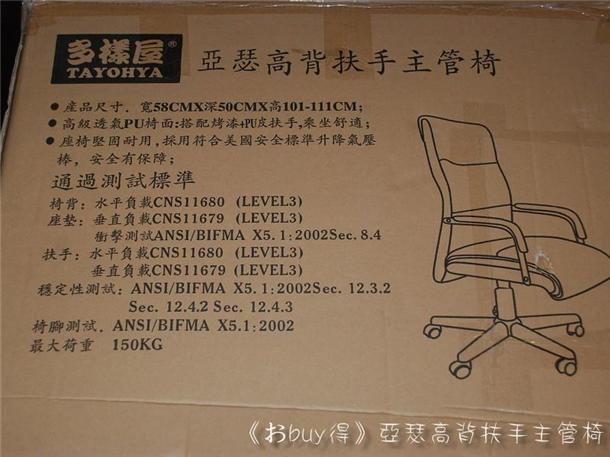 多樣屋®
TAYOHYA
亞瑟高背扶手主管椅
●產品尺寸．寬58CMX深50CMX高101-111CM;
●高級透氣PU椅面:搭配烤漆+PU皮扶手,乘坐舒適;
●座椅堅固耐用,採用符合美國安全標準升降氣壓
棒，安全有保障;
通過測試標準
椅背: 水平負載CNS11680 (LEVEL3)
座墊: 垂直負載CNS11679 (LEVEL3)
衝擊測試ANSI/BIFMA X5.1:2002Sec. 8.4
扶手: 水平負載CNS11680 (LEVEL3)
垂直負載CNS11679 (LEVEL3)
穩定性測試: ANSI/BIFMA X5.1:2002Sec. 12.3.2
Sec. 12.4.2 Sec. 12.4.3
椅腳測試. ANSI/BIFMA X5.1:2002
最大荷重 150KG
《おbuy得》亞瑟高背扶手主管椅